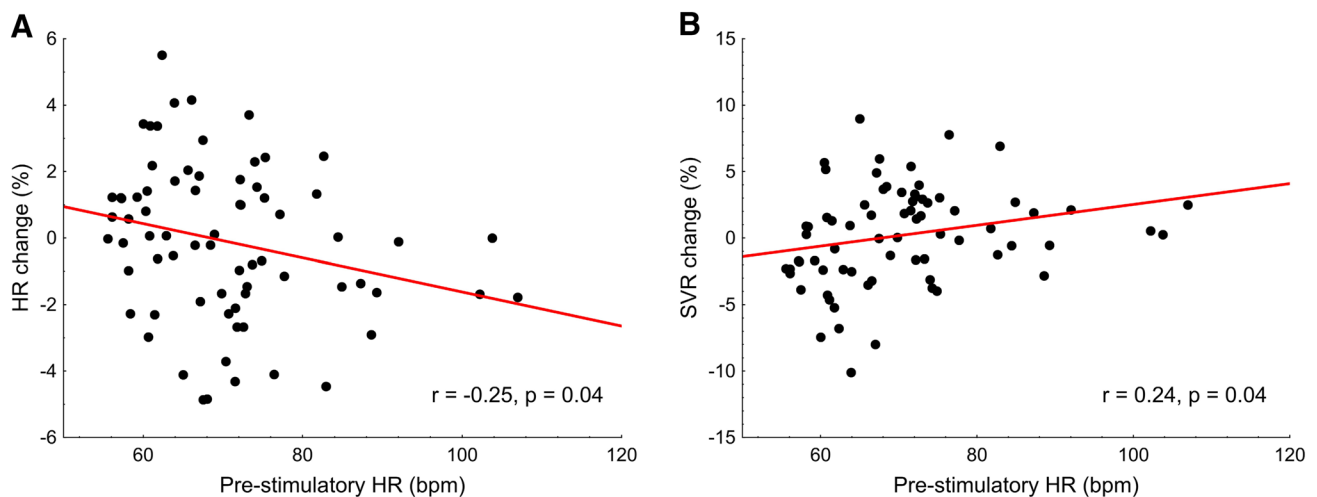 A
HR change (%)
6
4
2
0
-2
-4
-6
60
80
100
120
Pre-stimulatory HR (bpm)
r = -0.25, p = 0.04
B
SVR change (%)
15
10
5
0
-5
-10
-15
60
80
100
120
Pre-stimulatory HR (bpm)
r = 0.24, p = 0.04